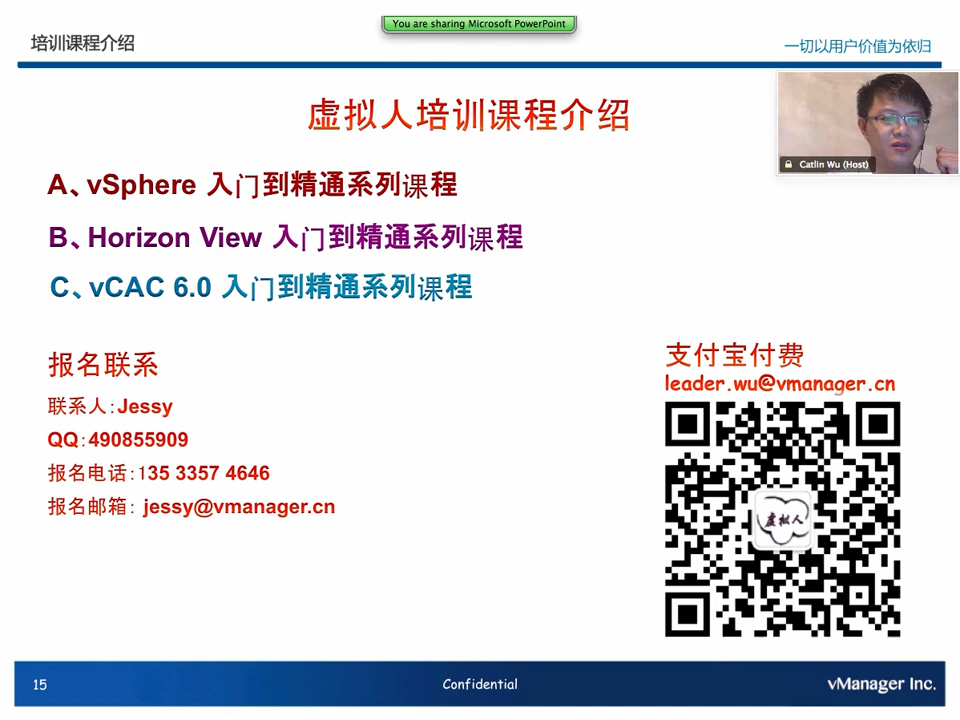 You are sharing Microsoft PowerPoint
培训课程介绍
一切以用户价值为依归
虚拟人培训课程介绍
Catlin Wu (Host)
A、vSphere 入门到精通系列课程
B、Horizon View 入门到精通系列课程
C、vCAC 6.0 入门到精通系列课程
报名联系
联系人：Jessy
QQ：490855909
报名电话：135 3357 4646
报名邮箱： jessy@vmanager.cn
支付宝付费
leader.wu@vmanager.cn
虚拟人
15
Confidential
vManager Inc.